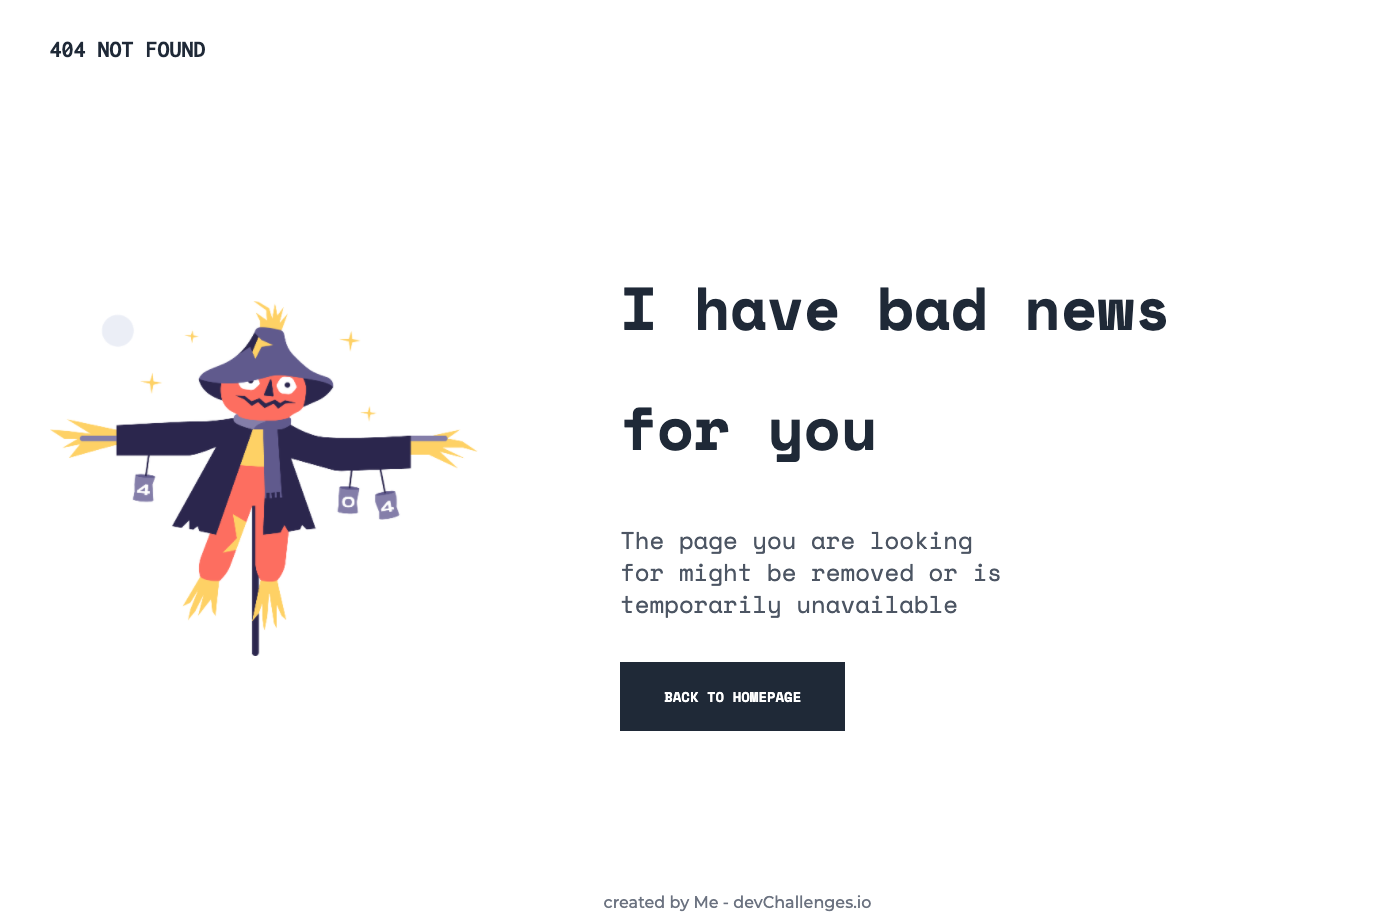 404 NOT FOUND
I have bad news
for you
4
0
4
The page you are looking
for might be removed or is
temporarily unavailable
BACK TO HOMEPAGE
created by Me - devChallenges.io